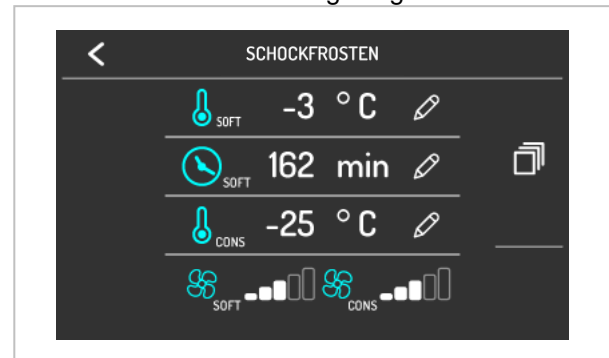 SCHOCKFROSTEN
SOFT -3 °C
SOFT 162 min
CONS -25 °C
SOFT CONS